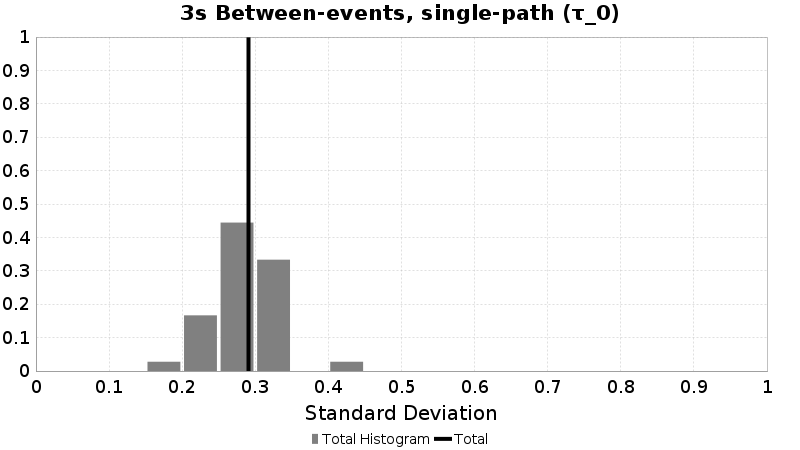 3s Between-events, single-path (τ_0)
1
0.9
0.8
0.7
0.6
0.5
0.4
0.3
0.2
0.1
0
0 0.1 0.2 0.3 0.4 0.5 0.6 0.7 0.8 0.9 1
Standard Deviation
Total Histogram Total